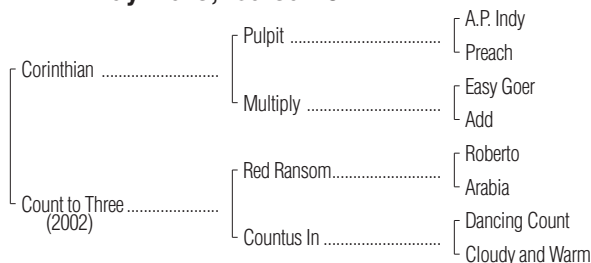 A.P. Indy
Pulpit
Preach
Corinthian
Easy Goer
Multiply
Add
Roberto
Red Ransom
Arabia
Count to Three
(2002)
Dancing Count
Countus In
Cloudy and Warm